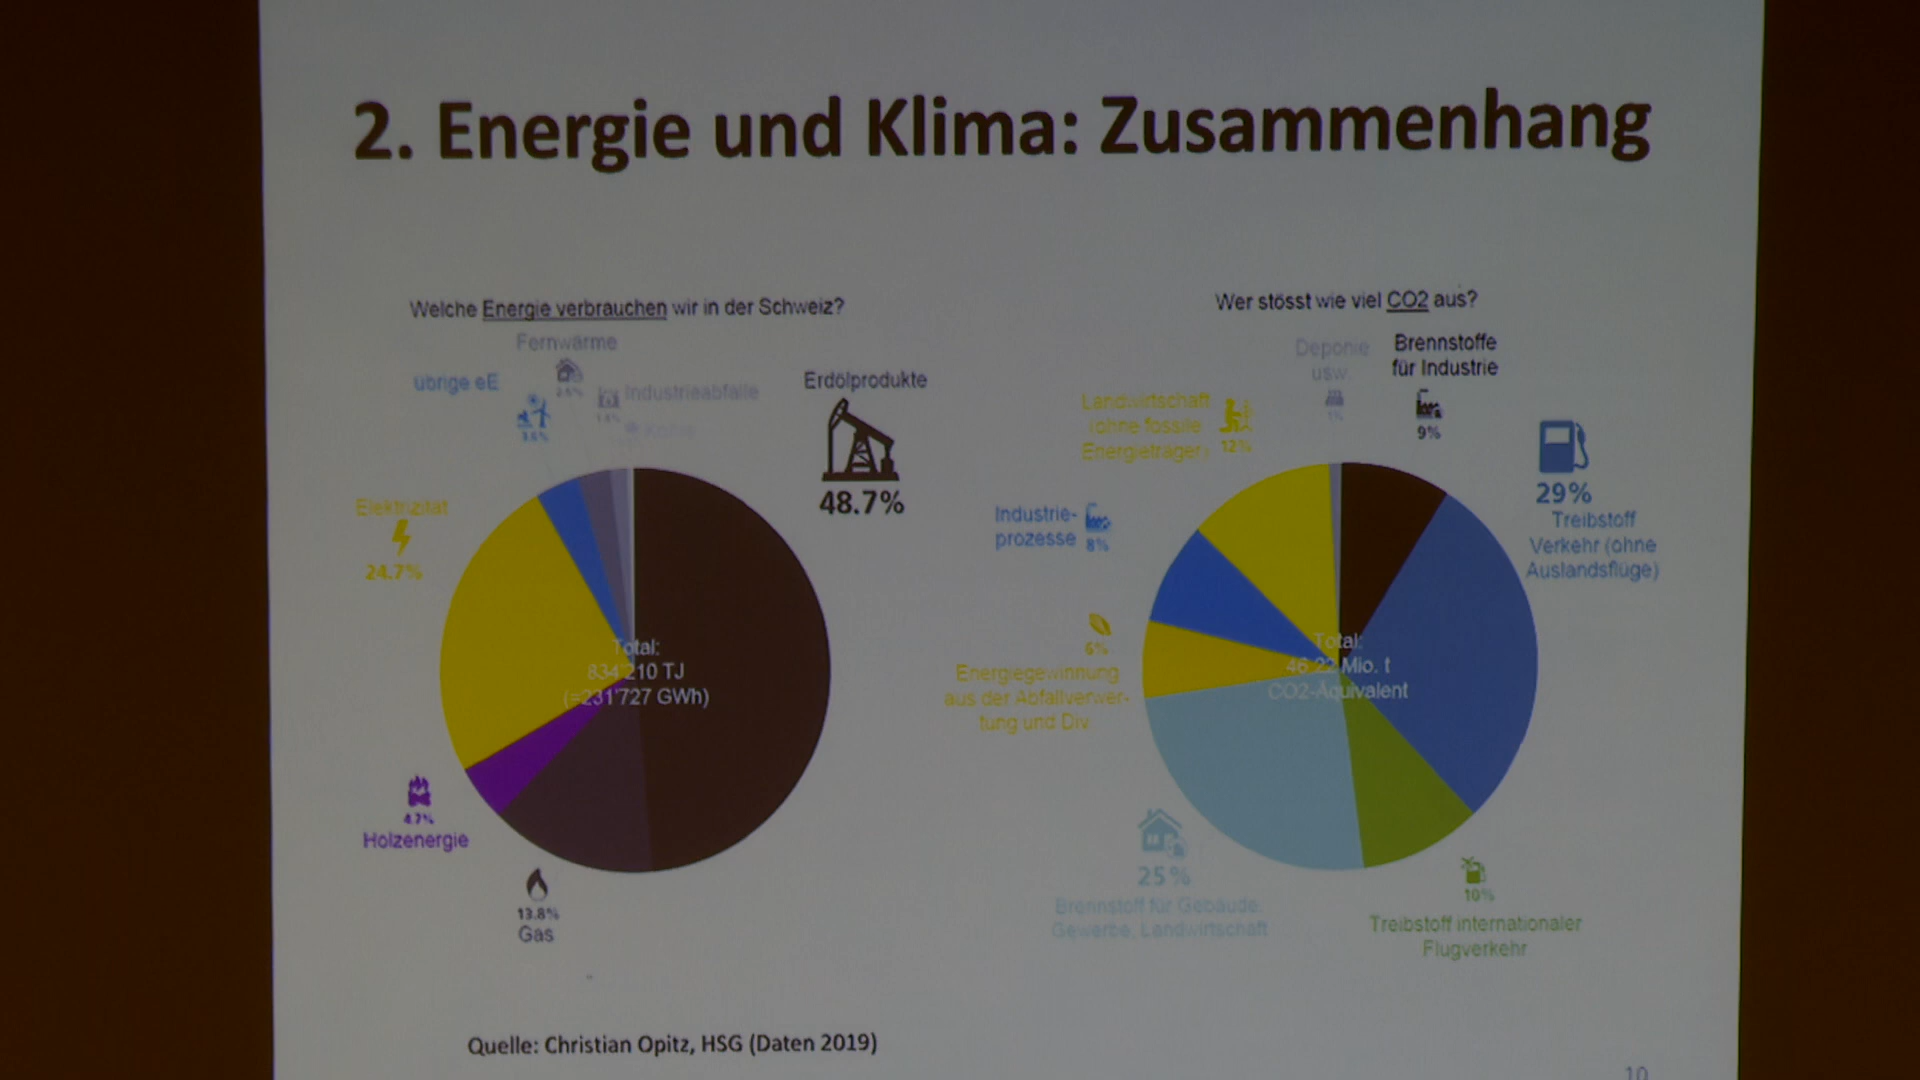 2. Energie und Klima: Zusammenhang
Welche Energie verbrauchen wir in der Schweiz?
Fernwärme
übrige eE
Industrieabfälle
1.4%
Erdölprodukte
48.7%
Elektrizität
24.7%
Total:
834'210 TJ
(=231'727 GWh)
4.7%
Holzenergie
13.8%
Gas
Wer stösst wie viel CO2 aus?
Deponie
usw.
1%
Brennstoffe
für Industrie
9%
Landwirtschaft
(ohne fossile
Energieträger)
12%
29%
Treibstoff
Verkehr (ohne
Auslandsflüge)
Industrie-
prozesse
8%
6%
Energiegewinnung
aus der Abfallverwer-
tung und Div.
Total:
46.22 Mio. t
CO2-Äquivalent
25%
Brennstoff für Gebäude,
Gewerbe, Landwirtschaft
10%
Treibstoff internationaler
Flugverkehr
Quelle: Christian Opitz, HSG (Daten 2019)
10